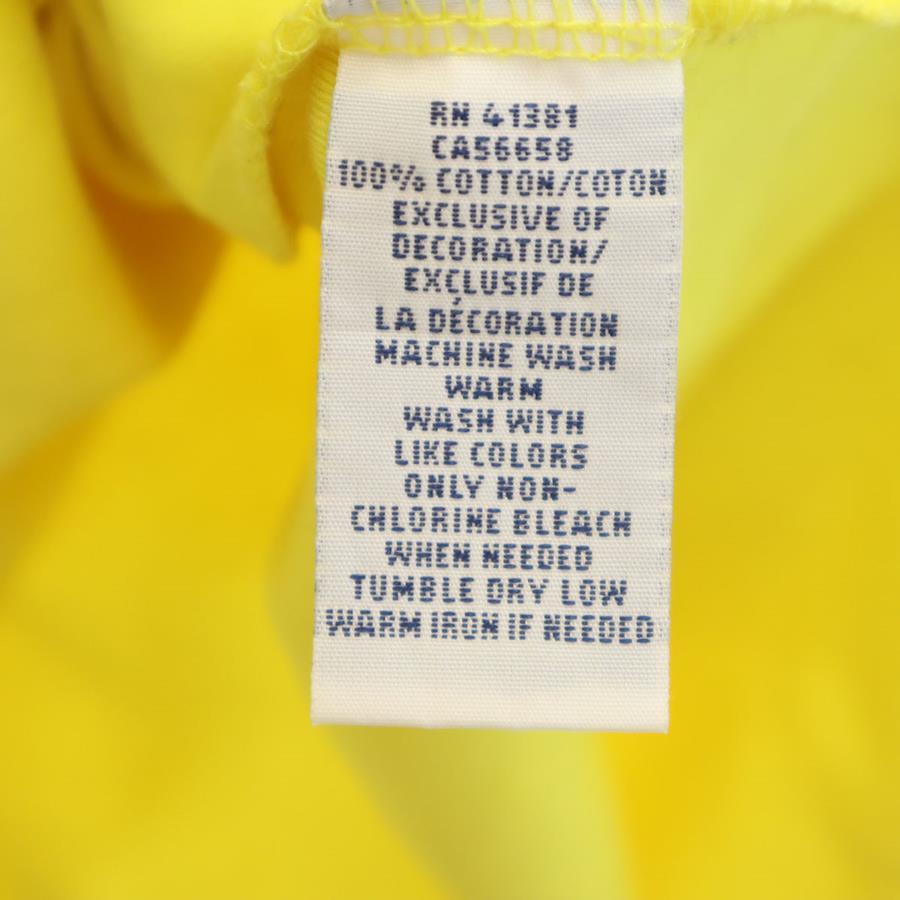 RN 41381
CA56658
100% COTTON/COTON
EXCLUSIVE OF
DECORATION/
EXCLUSIF DE
LA DÉCORATION
MACHINE WASH
WARM
WASH WITH
LIKE COLORS
ONLY NON-
CHLORINE BLEACH
WHEN NEEDED
TUMBLE DRY LOW
WARM IRON IF NEEDED